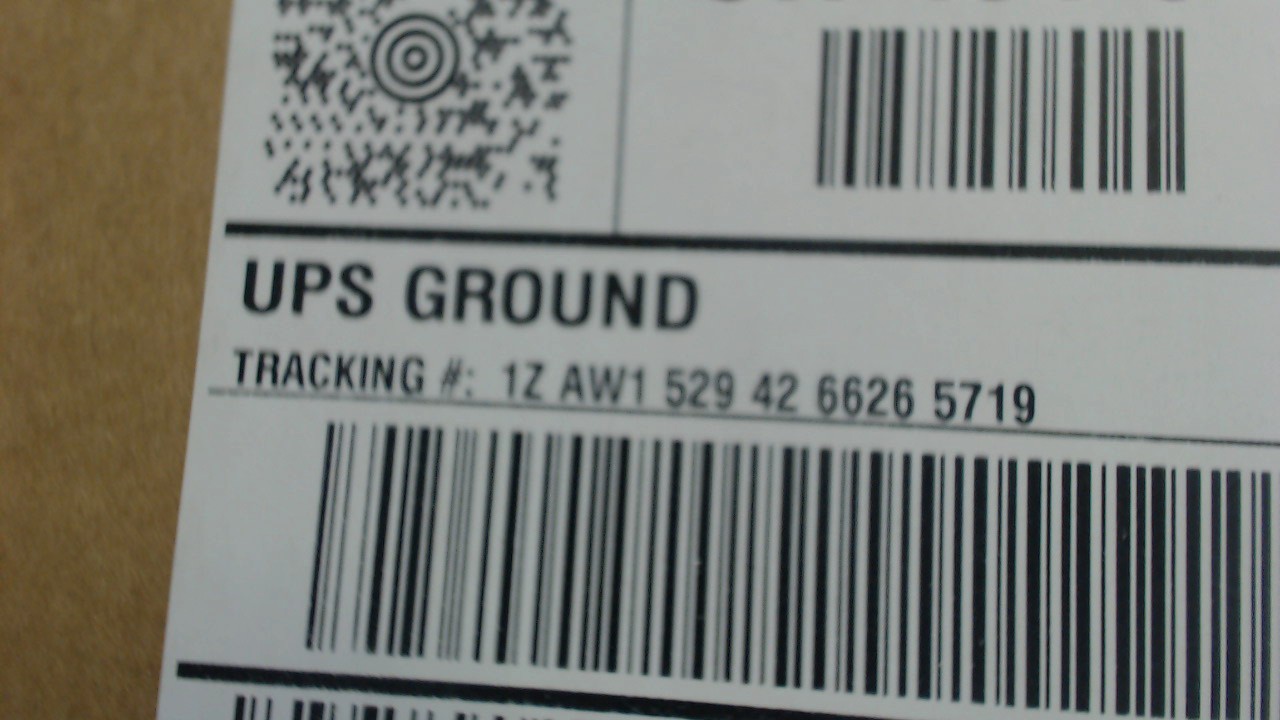 UPS GROUND
TRACKING #: 1Z AW1 529 42 6626 5719